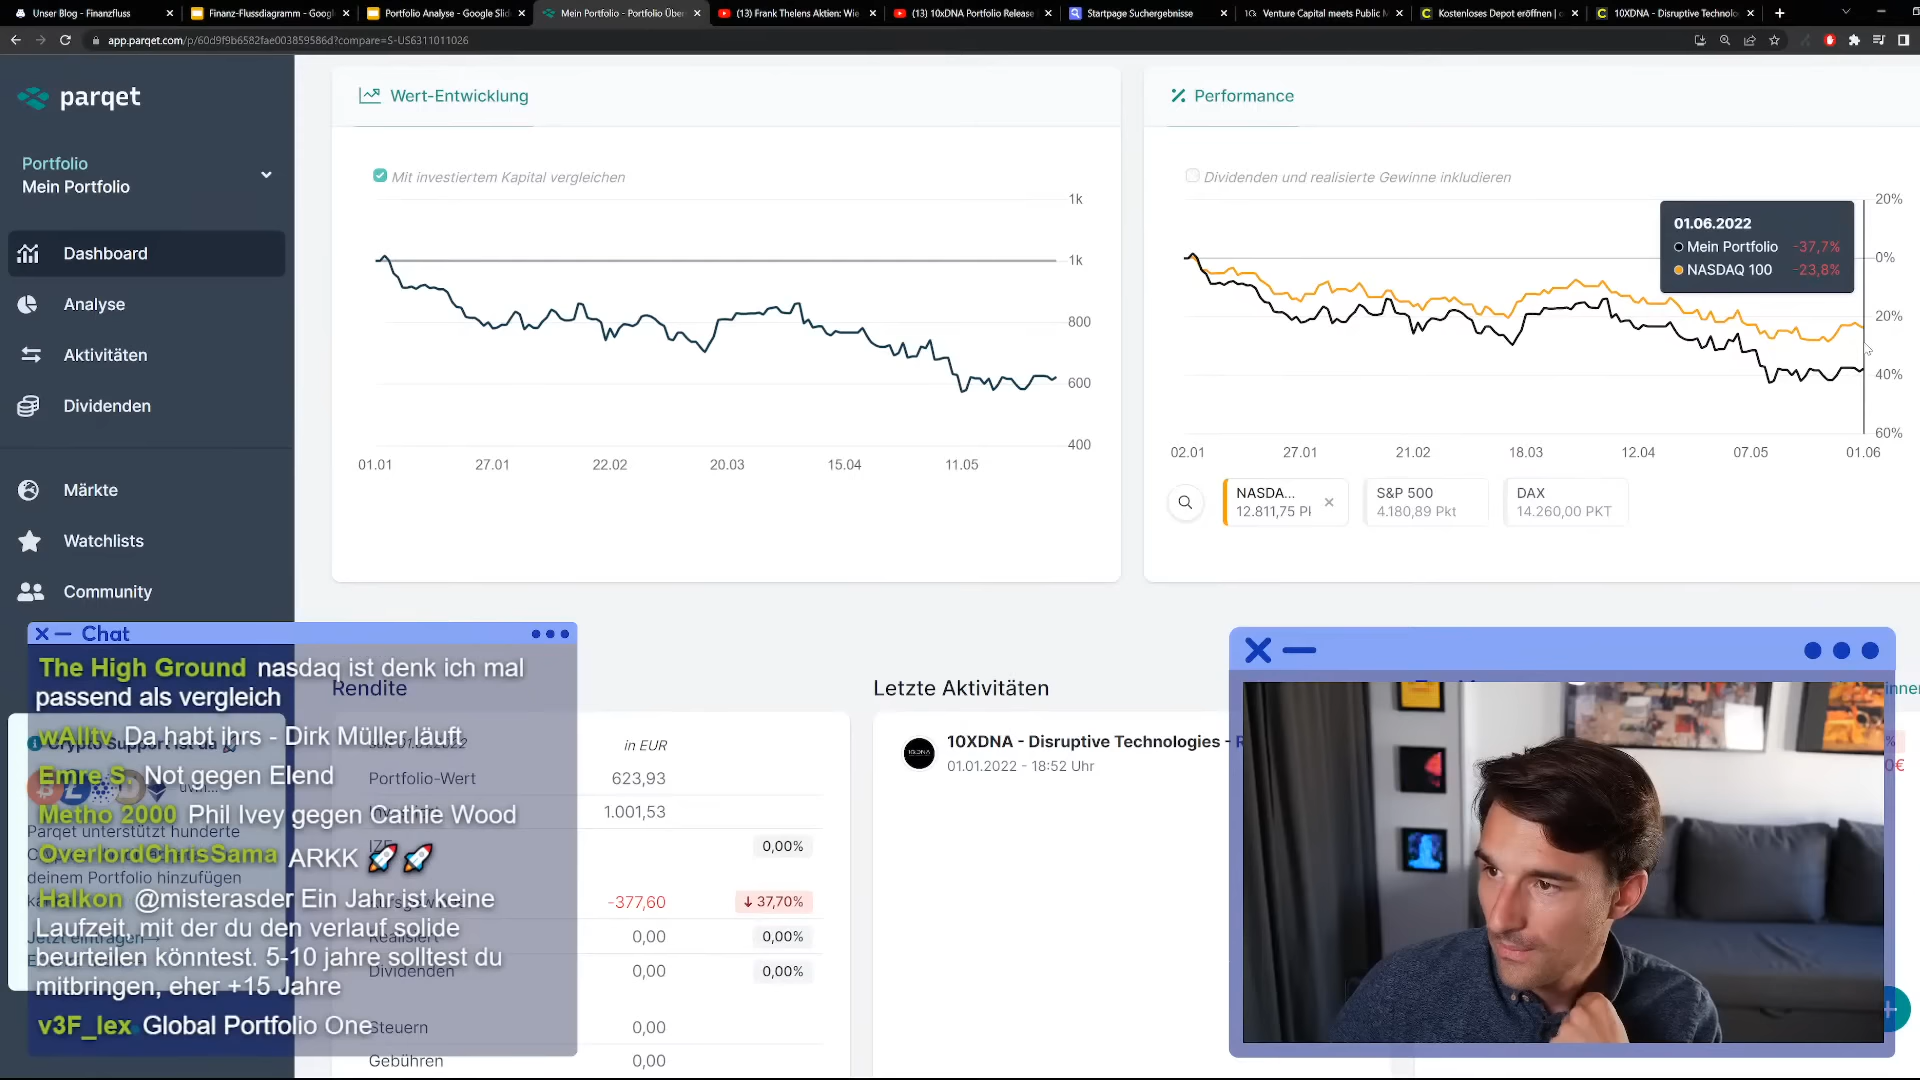 Unser Blog - Finanzfluss
Finanz-Flussdiagramm - Googl
Portfolio Analyse - Google Slid
Mein Portfolio - Portfolio Über
(13) Frank Thelens Aktien: Wie
(13) 10xDNA Portfolio Release
Startpage Suchergebnisse
Venture Capital meets Public M
Kostenloses Depot eröffnen |
10XDNA - Disruptive Technolo
app.parqet.com/p/60d9f9b6582fae003859586d?compare=S-US6311011026
parqet
Portfolio
Mein Portfolio
Dashboard
Analyse
Aktivitäten
Dividenden
Märkte
Watchlists
Community
Wert-Entwicklung
Mit investiertem Kapital vergleichen
1k
1k
800
600
400
01.01 27.01 22.02 20.03 15.04 11.05
Performance
Dividenden und realisierte Gewinne inkludieren
01.06.2022
Mein Portfolio -37,7%
NASDAQ 100 -23,8%
20%
0%
20%
40%
60%
02.01 27.01 21.02 18.03 12.04 07.05 01.06
NASDA...
12.811,75 Pl
S&P 500
4.180,89 Pkt
DAX
14.260,00 PKT
Chat
The High Ground nasdaq ist denk ich mal
passend als vergleich
wAlltv Da habt ihrs - Dirk Müller läuft
Emre S. Not gegen Elend
Metho 2000 Phil Ivey gegen Cathie Wood
OverlordChrisSama ARKK 🚀🚀
Halkon @misterasder Ein Jahr ist keine
Laufzeit, mit der du den verlauf solide
beurteilen könntest. 5-10 jahre solltest du
mitbringen, eher +15 Jahre
v3F_lex Global Portfolio One
Crypto Support ist da 🚀
Parqet unterstützt hunderte
deinem Portfolio hinzufügen
Jetzt eintragen→
Rendite
in EUR
Portfolio-Wert 623,93
1.001,53
IZF 0,00%
-377,60 ↓ 37,70%
Realisiert 0,00 0,00%
Dividenden 0,00 0,00%
Steuern 0,00
Gebühren 0,00
Letzte Aktivitäten
10XDNA
10XDNA - Disruptive Technologies - R
01.01.2022 - 18:52 Uhr